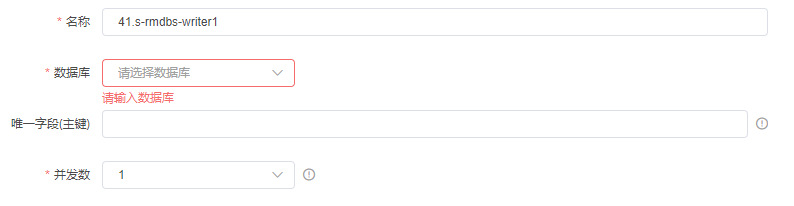 * 名称 41.s-rmdbs-writer1
* 数据库 请选择数据库
请输入数据库
唯一字段(主键)
* 并发数 1